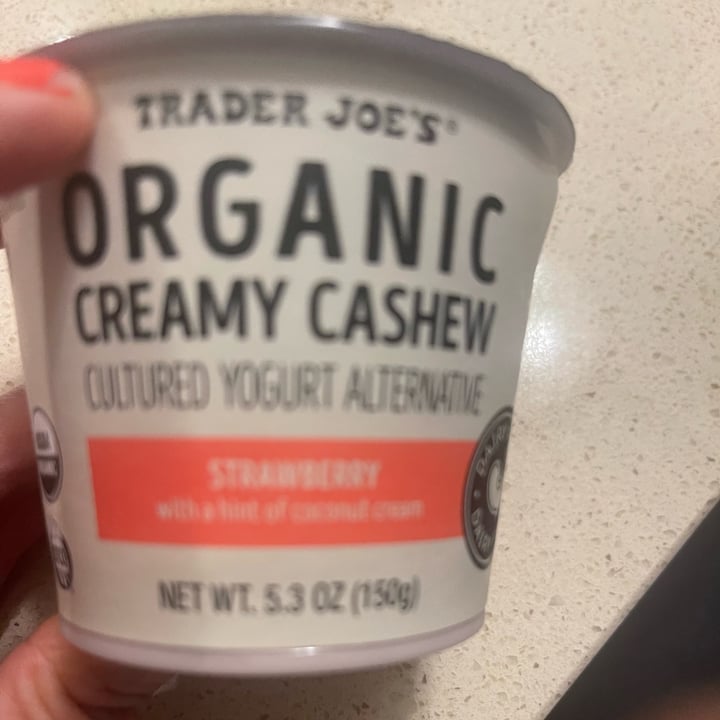 TRADER JOE'S®
ORGANIC
CREAMY CASHEW
CULTURED YOGURT ALTERNATIVE
STRAWBERRY
with a hint of coconut cream
DAIRY
NET WT. 5.3 OZ (150g)